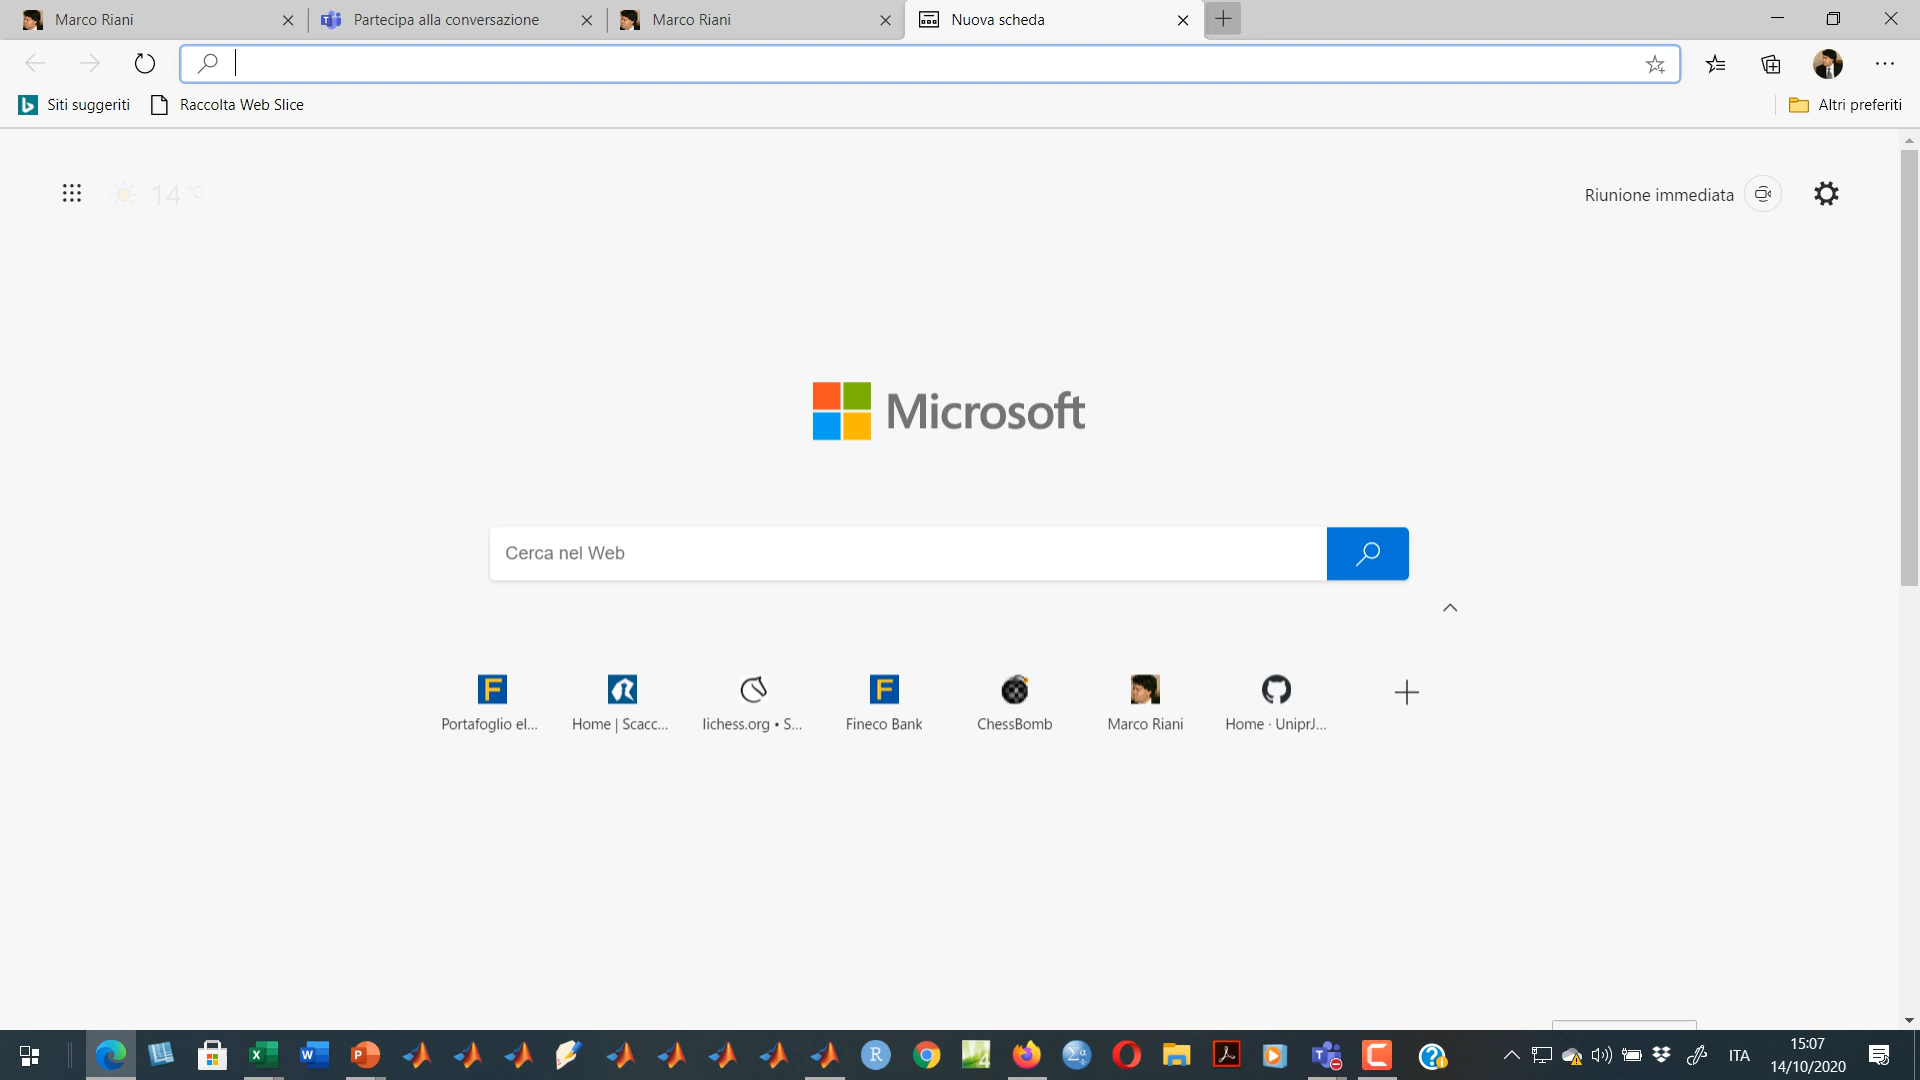 Marco Riani
Partecipa alla conversazione
Marco Riani
Nuova scheda
Siti suggeriti
Raccolta Web Slice
Altri preferiti
14 °C
Riunione immediata
Microsoft
Cerca nel Web
Portafoglio el...
Home | Scacc...
lichess.org • S...
Fineco Bank
ChessBomb
Marco Riani
Home · UniprJ...
ITA
15:07
14/10/2020